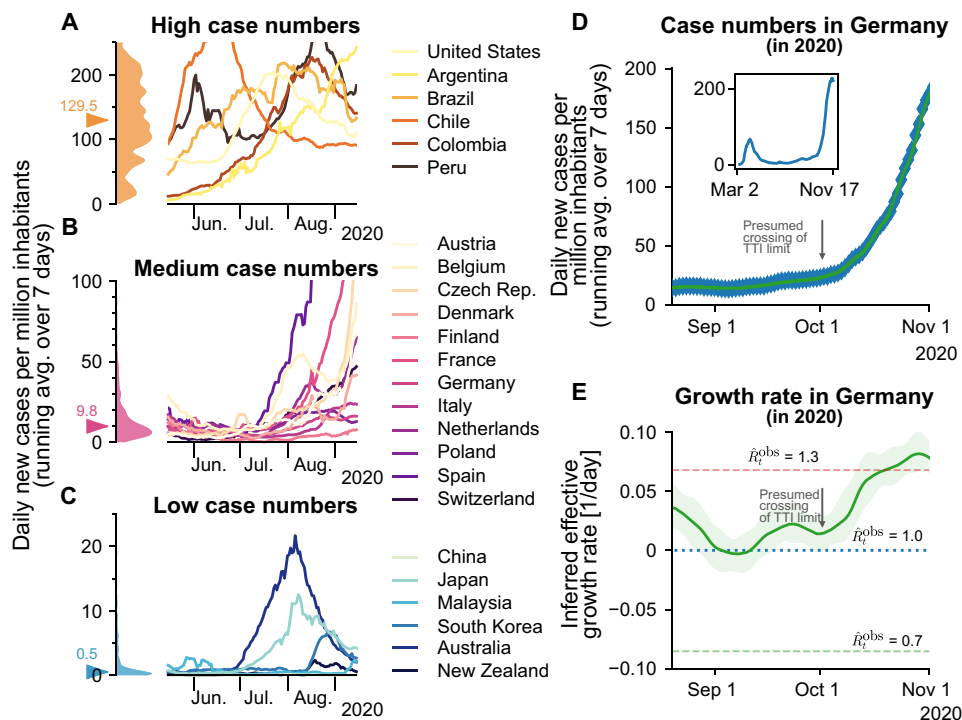 A
High case numbers
200
129.5
100
0
Jun.
Jul.
Aug.
2020
United States
Argentina
Brazil
Chile
Colombia
Peru
Daily new cases per million inhabitants
(running avg. over 7 days)
B
Medium case numbers
100
50
9.8
0
Jun.
Jul.
Aug.
2020
Austria
Belgium
Czech Rep.
Denmark
Finland
France
Germany
Italy
Netherlands
Poland
Spain
Switzerland
C
Low case numbers
20
10
0.5
0
Jun.
Jul.
Aug.
2020
China
Japan
Malaysia
South Korea
Australia
New Zealand
D
Case numbers in Germany
(in 2020)
Daily new cases per
million inhabitants
(running avg. over 7 days)
200
150
100
50
0
200
0
Mar 2
Nov 17
Presumed
crossing of
TTI limit
Sep 1
Oct 1
Nov 1
2020
E
Growth rate in Germany
(in 2020)
Inferred effective
growth rate [1/day]
0.10
0.05
0
−0.05
−0.10
R̂ₜᵒᵇˢ = 1.3
Presumed
crossing
of TTI limit
R̂ₜᵒᵇˢ = 1.0
R̂ₜᵒᵇˢ = 0.7
Sep 1
Oct 1
Nov 1
2020